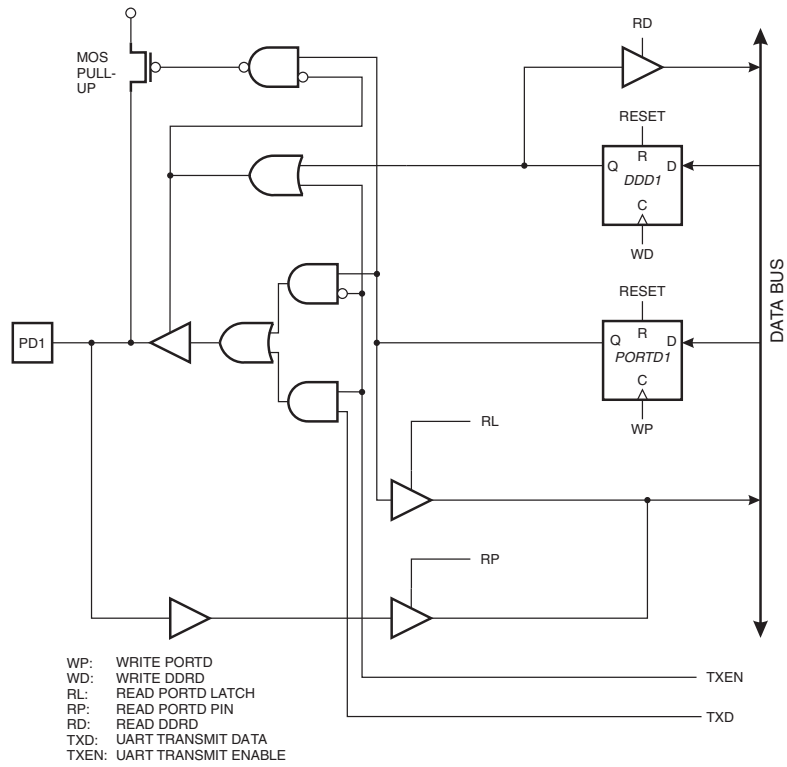 RD
MOS
PULL-
UP
RESET
R
Q
D
DDD1
C
WD
RESET
R
Q
D
PORTD1
C
WP
DATA BUS
PD1
RL
RP
WP: WRITE PORTD
WD: WRITE DDRD
RL: READ PORTD LATCH
RP: READ PORTD PIN
RD: READ DDRD
TXD: UART TRANSMIT DATA
TXEN: UART TRANSMIT ENABLE
TXEN
TXD